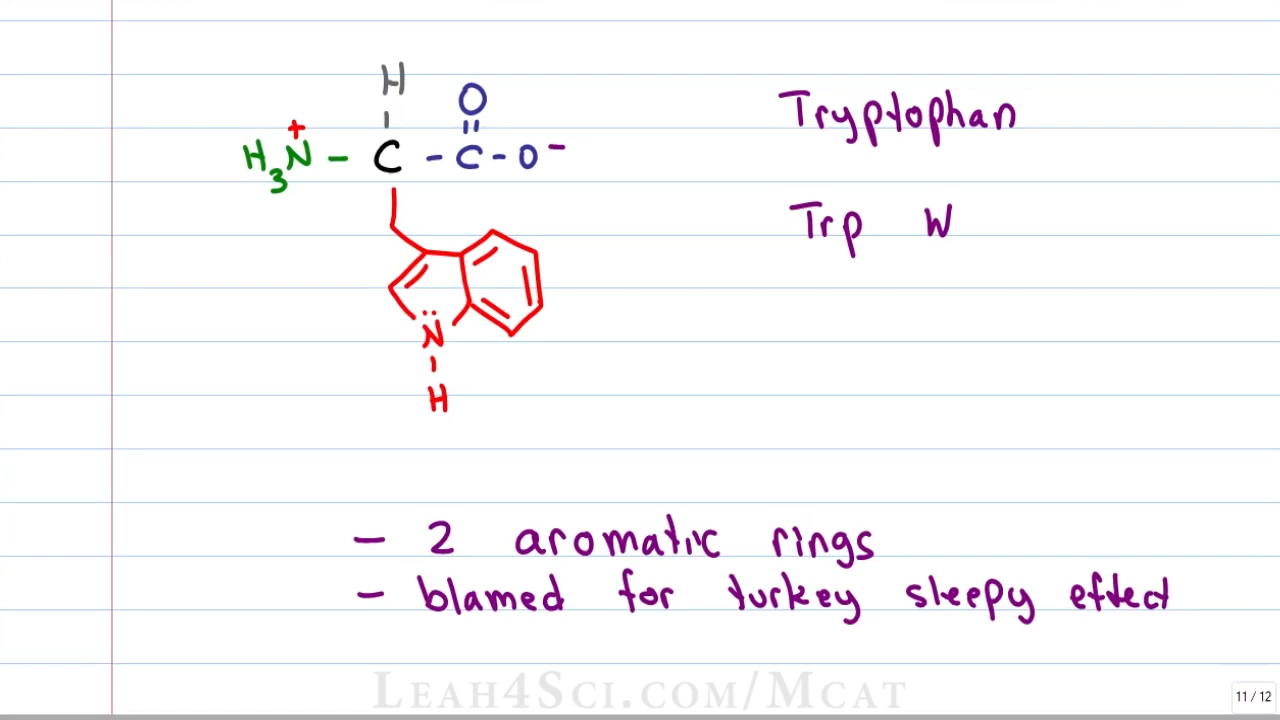 H
O
H3N+ – C – C – O–
N
H
Tryptophan
Trp W
– 2 aromatic rings
– blamed for turkey sleepy effect
LEAH4SCI.COM/MCAT
11 / 12